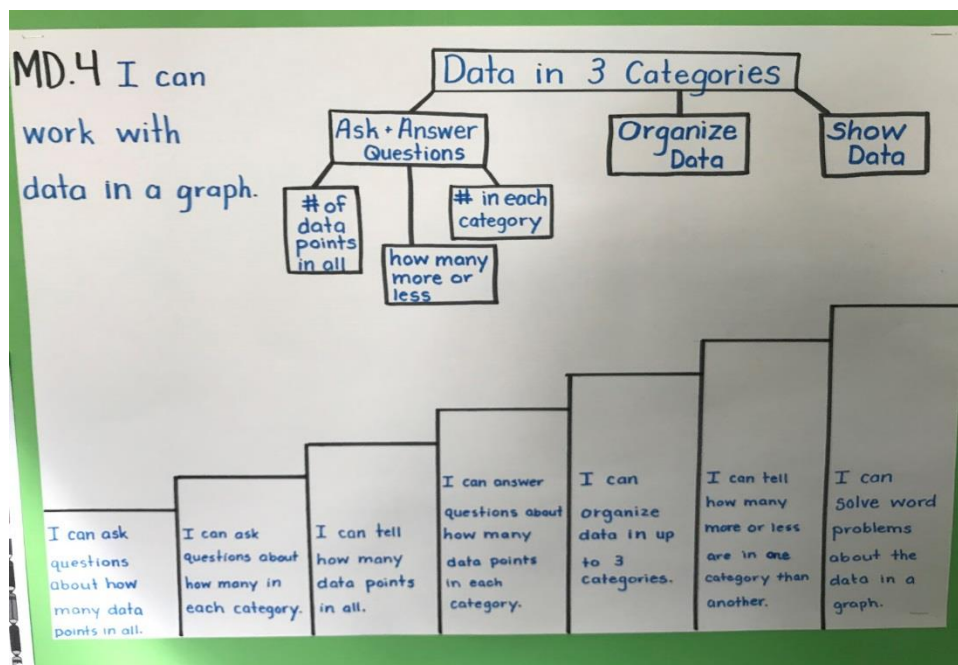 MD.4 I can
work with
data in a graph.
Data in 3 Categories
Ask + Answer
Questions
Organize
Data
Show
Data
# of
data
points
in all
how many
more or
less
# in each
category
I can ask
questions
about how
many data
points in all.
I can ask
questions about
how many in
each category.
I can tell
how many
data points
in all.
I can answer
questions about
how many
data points
in each
category.
I can
organize
data in up
to 3
categories.
I can tell
how many
more or less
are in one
category than
another.
I can
solve word
problems
about the
data in a
graph.